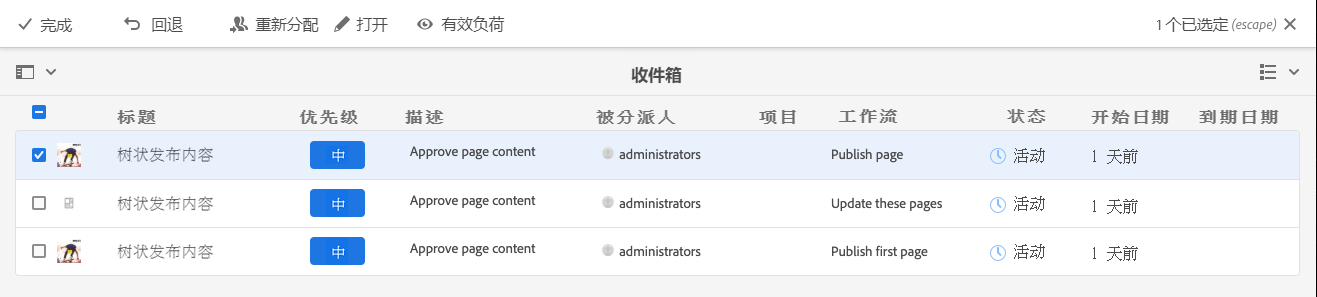 完成 回退 重新分配 打开 有效负荷 1 个已选定 (escape)
收件箱
标题 优先级 描述 被分派人 项目 工作流 状态 开始日期 到期日期
树状发布内容 中 Approve page content administrators Publish page 活动 1 天前
树状发布内容 中 Approve page content administrators Update these pages 活动 1 天前
树状发布内容 中 Approve page content administrators Publish first page 活动 1 天前